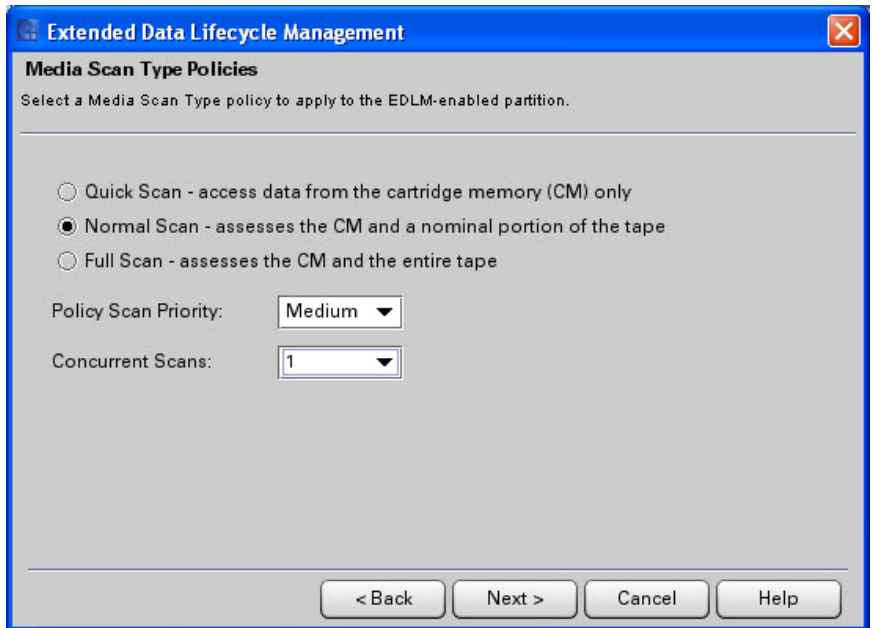 Extended Data Lifecycle Management
Media Scan Type Policies
Select a Media Scan Type policy to apply to the EDLM-enabled partition.
Quick Scan - access data from the cartridge memory (CM) only
Normal Scan - assesses the CM and a nominal portion of the tape
Full Scan - assesses the CM and the entire tape
Policy Scan Priority: Medium
Concurrent Scans: 1
< Back Next > Cancel Help